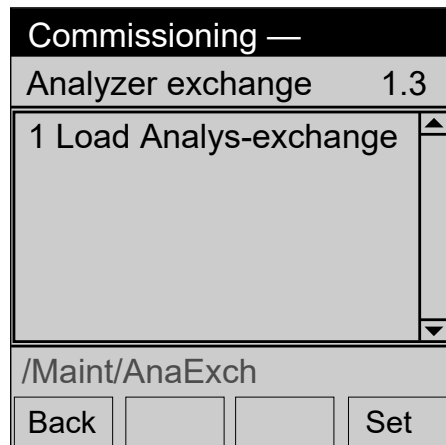 Commissioning —
Analyzer exchange 1.3
1 Load Analys-exchange
/Maint/AnaExch
Back Set